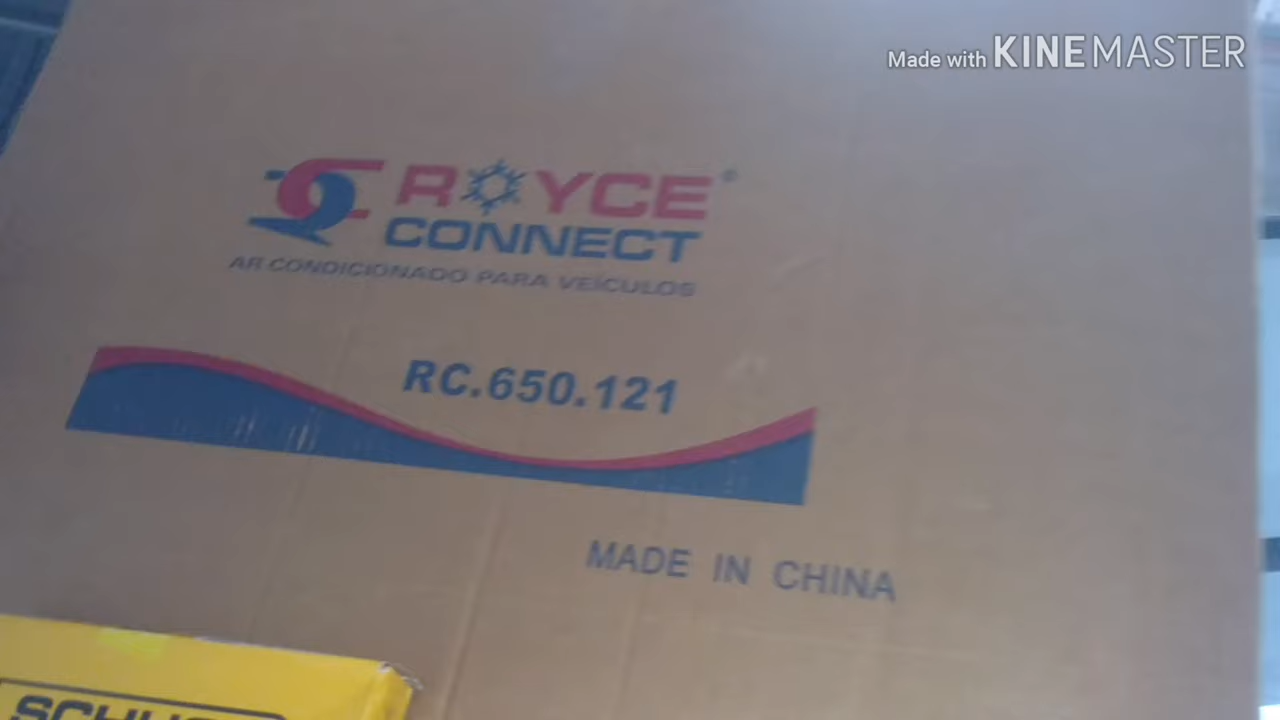 Made with KINEMASTER
ROYCE®
CONNECT
AR CONDICIONADO PARA VEÍCULOS
RC.650.121
MADE IN CHINA